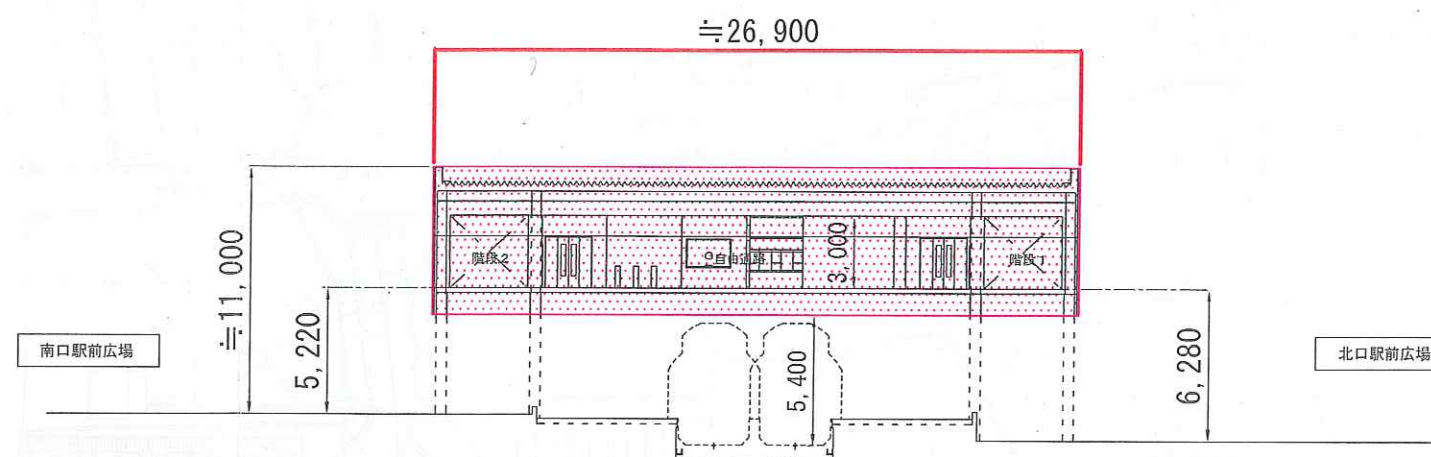 ≒26,900
≒11,000
5,220
階段2
自由通路
3,000
階段1
南口駅前広場
5,400
6,280
北口駅前広場